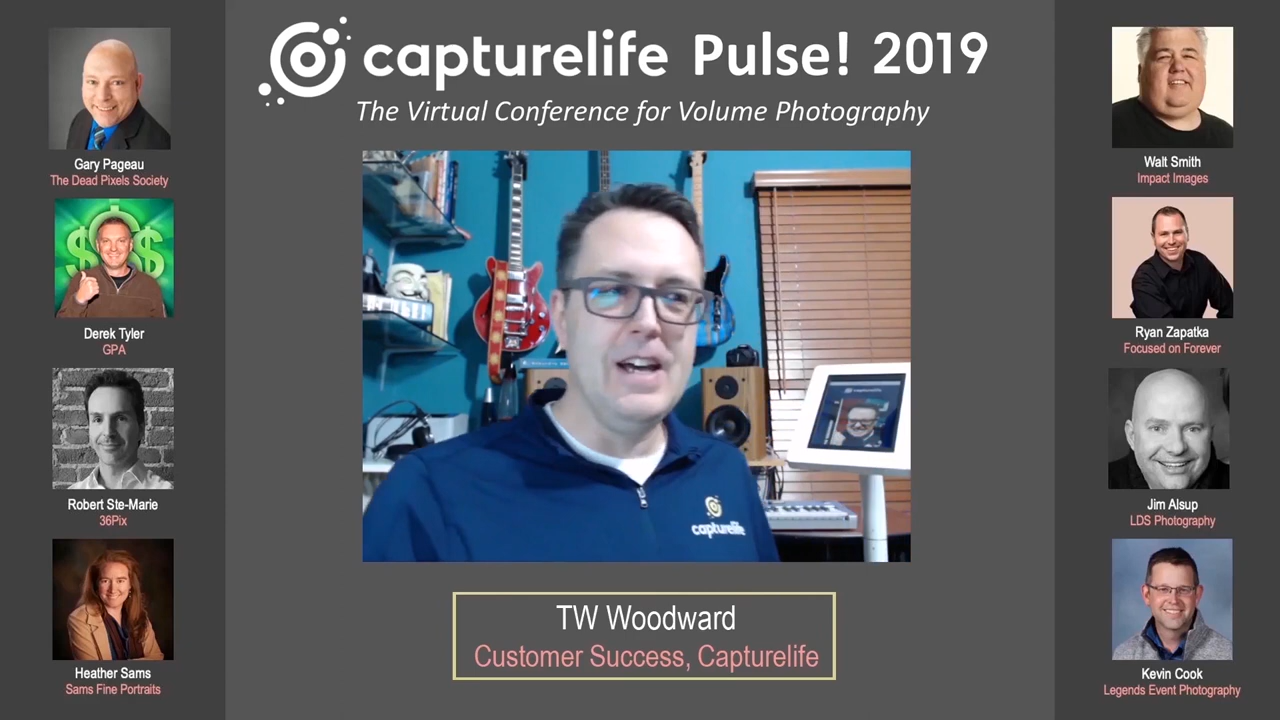 capturelife Pulse! 2019
The Virtual Conference for Volume Photography
Gary Pageau
The Dead Pixels Society
Derek Tyler
GPA
Robert Ste-Marie
36Pix
Heather Sams
Sams Fine Portraits
capturelife
capturelife
TW Woodward
Customer Success, Capturelife
Walt Smith
Impact Images
Ryan Zapatka
Focused on Forever
Jim Alsup
LDS Photography
Kevin Cook
Legends Event Photography